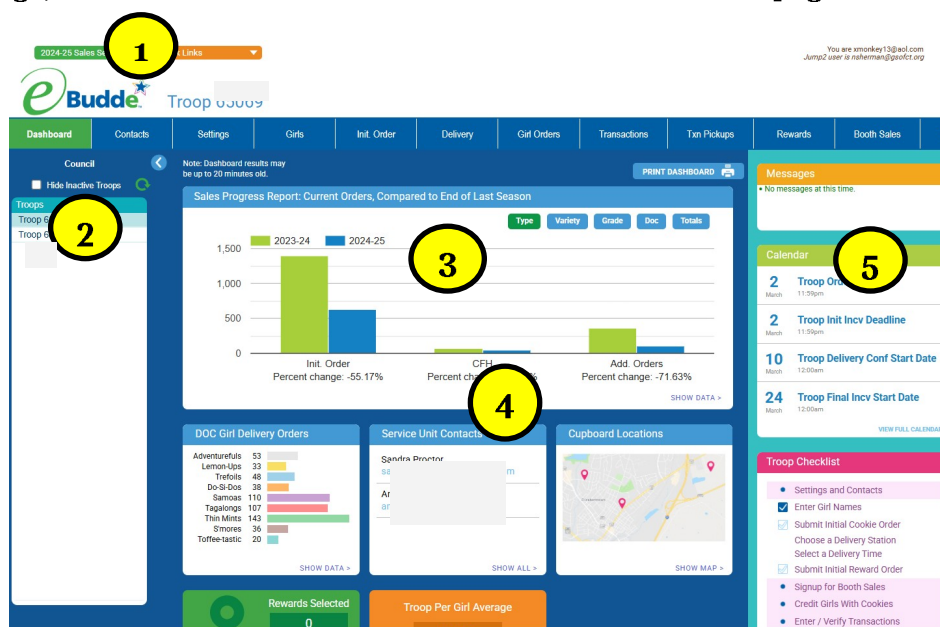 2024-25 Sales
Links
1
You are xmonkey13@aol.com
Jump2 user is nsherman@gsofct.org
eBudde
Troop
Dashboard Contacts Settings Girls Init. Order Delivery Girl Orders Transactions Txn Pickups Rewards Booth Sales
Council
Hide Inactive Troops
Troops
Troop 6
Troop 6
2
Note: Dashboard results may
be up to 20 minutes old.
PRINT DASHBOARD
Sales Progress Report: Current Orders, Compared to End of Last Season
Type Variety Grade Doc Totals
2023-24 2024-25
3
1,500
1,000
500
0
Init. Order
Percent change: -55.17%
CFH
Percent
Add. Orders
Percent change: -71.63%
SHOW DATA >
4
DOC Girl Delivery Orders
Adventurefuls 53
Lemon-Ups 33
Trefoils 48
Do-Si-Dos 38
Samoas 110
Tagalongs 107
Thin Mints 143
S'mores 36
Toffee-tastic 20
SHOW DATA >
Service Unit Contacts
Sandra Proctor
SHOW ALL >
Cupboard Locations
SHOW MAP >
Rewards Selected
0
Troop Per Girl Average
Messages
No messages at this time.
Calendar
5
2 March Troop
11:59pm
2 March Troop Init Incv Deadline
11:59pm
10 March Troop Delivery Conf Start Date
12:00am
24 March Troop Final Incv Start Date
12:00am
VIEW FULL CALENDAR
Troop Checklist
Settings and Contacts
Enter Girl Names
Submit Initial Cookie Order
Choose a Delivery Station
Select a Delivery Time
Submit Initial Reward Order
Signup for Booth Sales
Credit Girls With Cookies
Enter / Verify Transactions